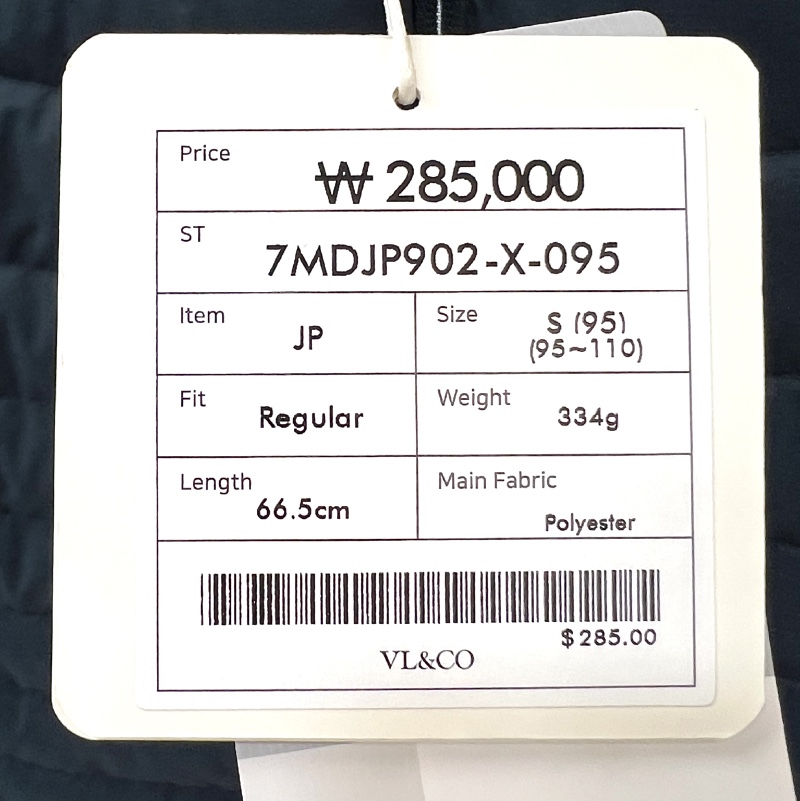 Price
₩ 285,000
ST
7MDJP902-X-095
Item
JP
Size
S (95)
(95~110)
Fit
Regular
Weight
334g
Length
66.5cm
Main Fabric
Polyester
$285.00
VL&CO